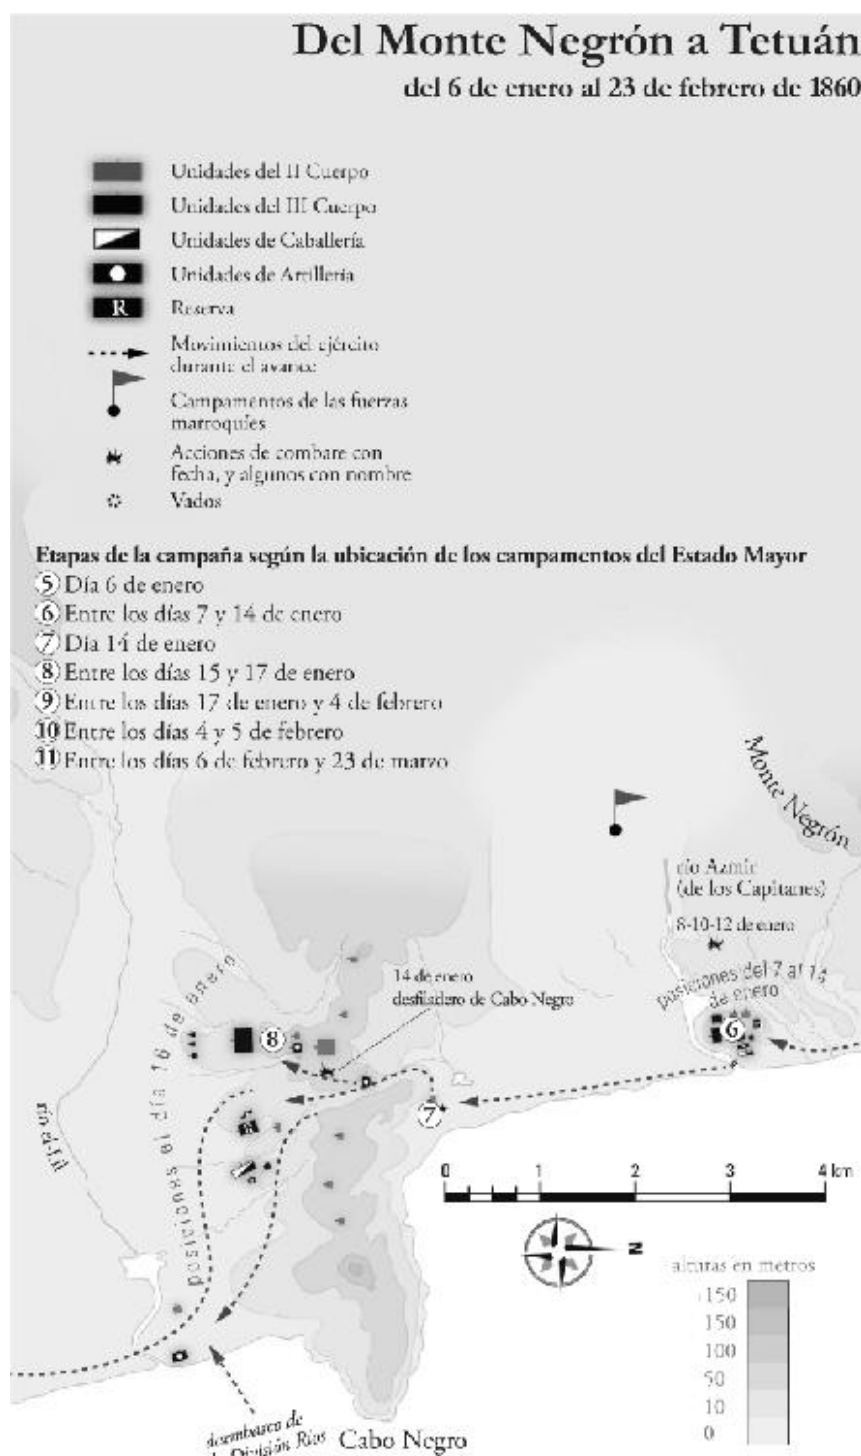 Del Monte Negrón a Tetuán
del 6 de enero al 23 de febrero de 1860
Unidades del II Cuerpo
Unidades del III Cuerpo
Unidades de Caballería
Unidades de Artillería
R Reserva
Movimientos del ejército
durante el avance
Campamentos de las fuerzas
marroquíes
Acciones de combate con
fecha, y algunos con nombre
Vados
Etapas de la campaña según la ubicación de los campamentos del Estado Mayor
5 Día 6 de enero
6 Entre los días 7 y 14 de enero
7 Día 14 de enero
8 Entre los días 15 y 17 de enero
9 Entre los días 17 de enero y 4 de febrero
10 Entre los días 4 y 5 de febrero
11 Entre los días 6 de febrero y 23 de marzo
Monte Negrón
río Azmir
(de los Capitanes)
8-10-12 de enero
posiciones del 7 al 14
de enero
6
14 de enero
desfiladero de Cabo Negro
8
7
R
posiciones el día 16 de enero
río el-Lil
0 1 2 3 4 km
N
alturas en metros
+150
150
100
50
10
0
desembarco de
División Ríos
Cabo Negro